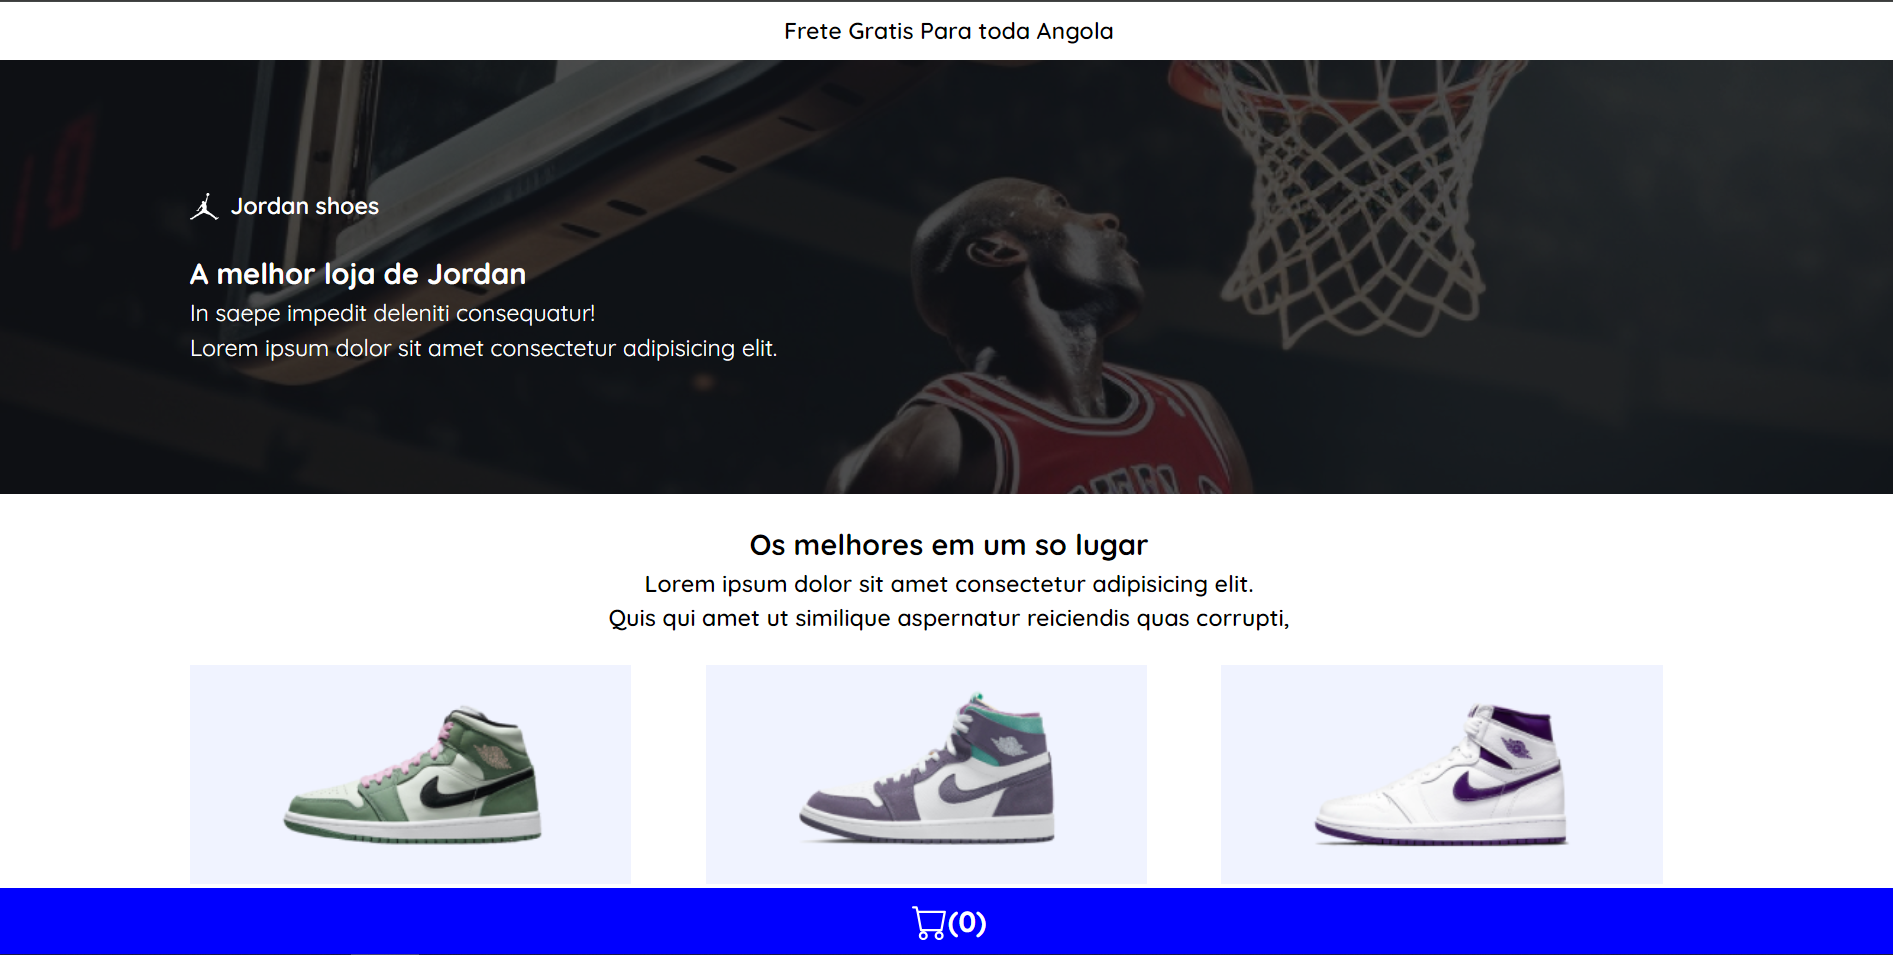 Frete Gratis Para toda Angola
Jordan shoes
A melhor loja de Jordan
In saepe impedit deleniti consequatur!
Lorem ipsum dolor sit amet consectetur adipisicing elit.
Os melhores em um so lugar
Lorem ipsum dolor sit amet consectetur adipisicing elit.
Quis qui amet ut similique aspernatur reiciendis quas corrupti,
(0)